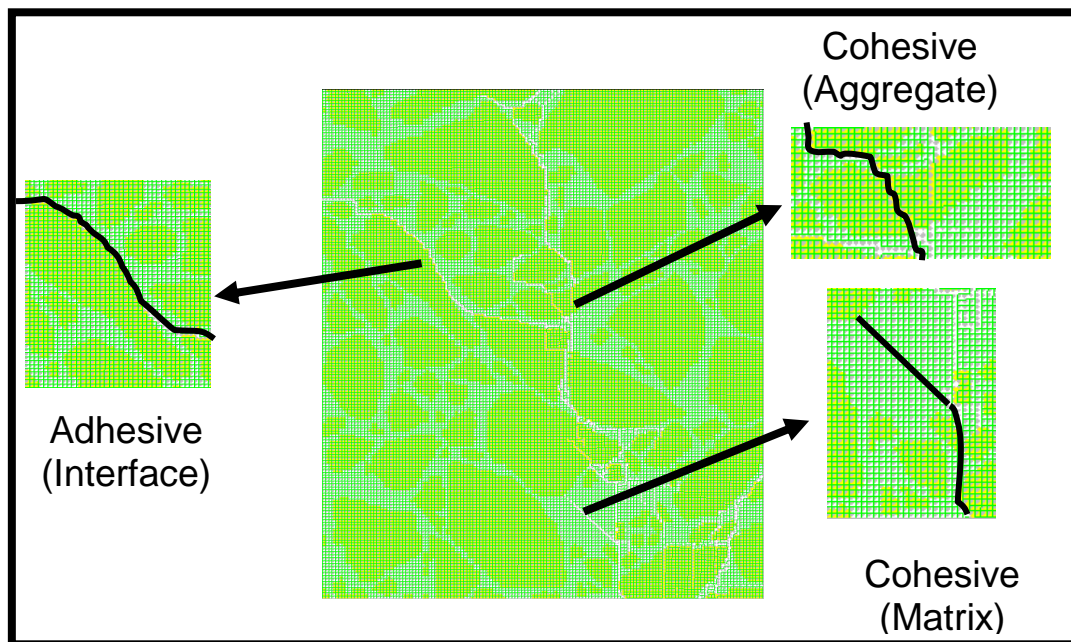 Cohesive
(Aggregate)
Adhesive
(Interface)
Cohesive
(Matrix)